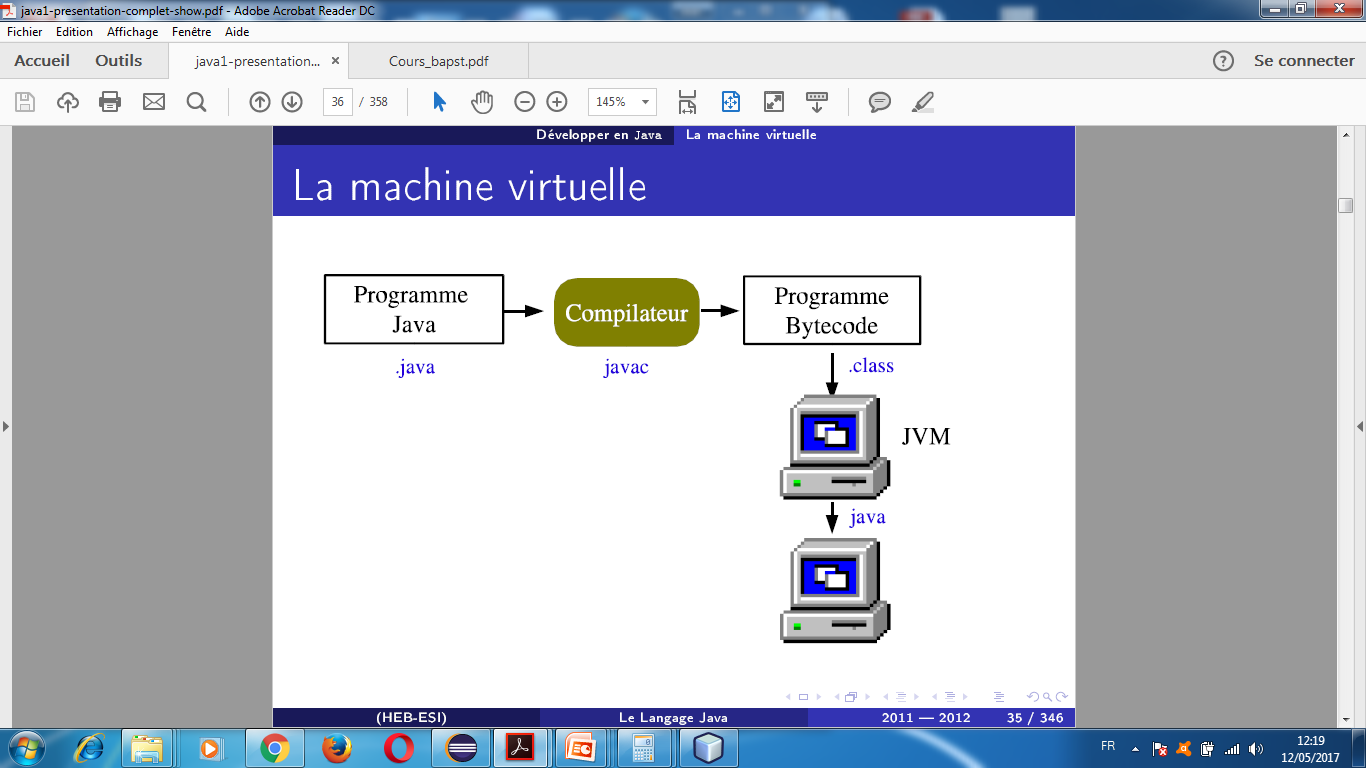 java1-presentation-complet-show.pdf - Adobe Acrobat Reader DC
Fichier Edition Affichage Fenêtre Aide
Accueil Outils java1-presentation... × Cours_bapst.pdf ? Se connecter
36 / 358 145%
Développer en Java La machine virtuelle
La machine virtuelle
Programme
Java
.java
Compilateur
javac
Programme
Bytecode
.class
JVM
java
(HEB-ESI) Le Langage Java 2011 — 2012 35 / 346
FR 12:19
12/05/2017